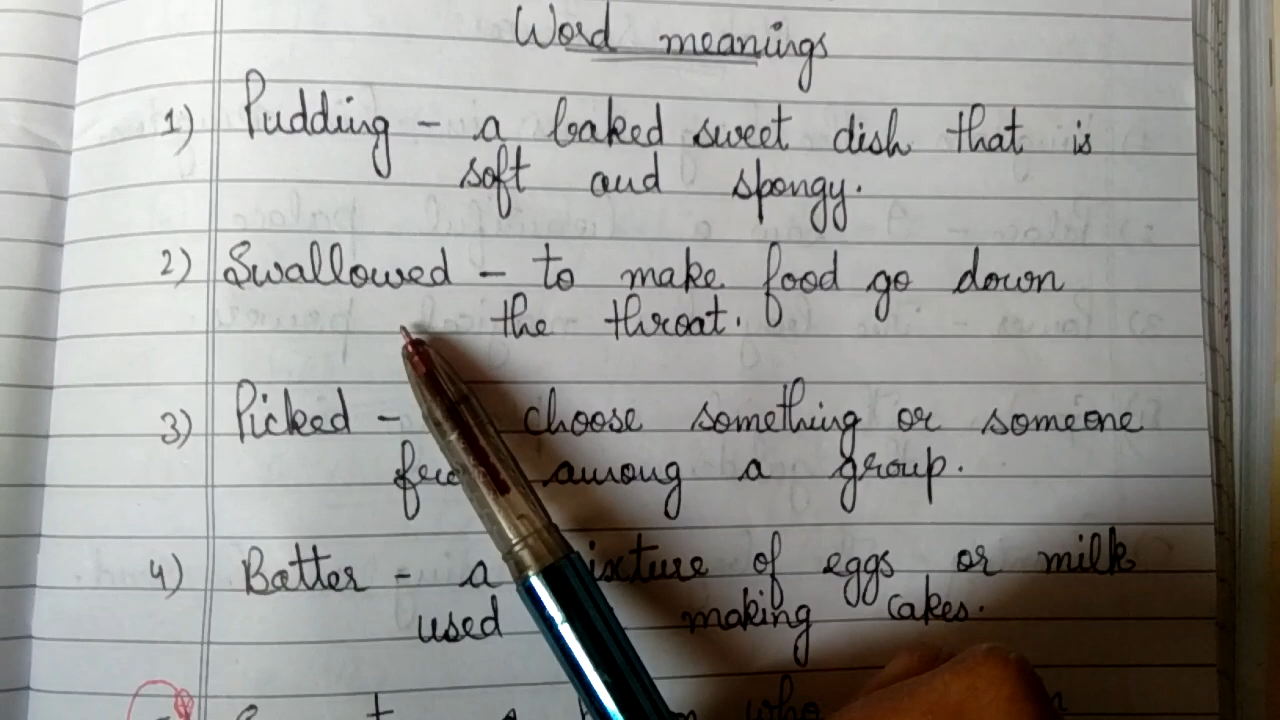 Word meanings
1) Pudding - a baked sweet dish that is
soft and spongy.
2) Swallowed - to make food go down
the throat.
3) Picked - choose something or someone
among a group.
4) Batter - a of eggs or milk
used making cakes.